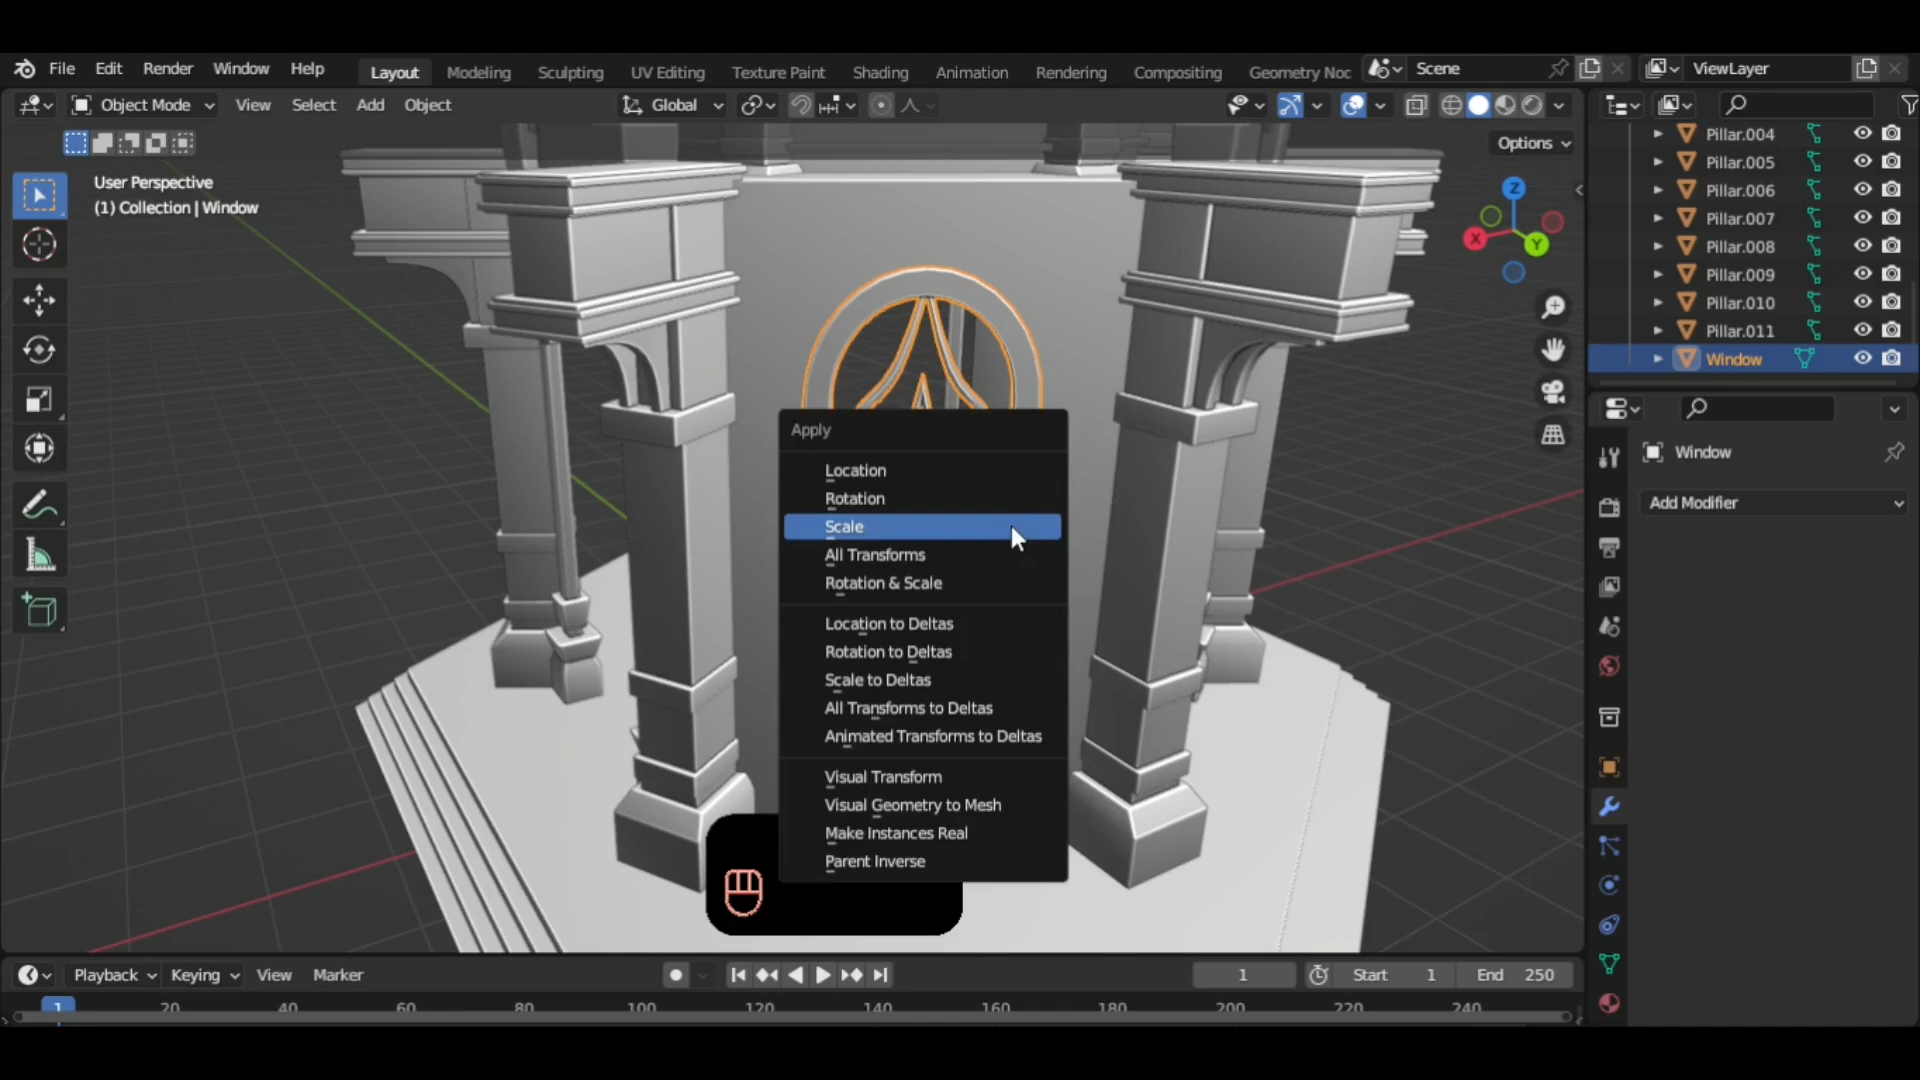 File Edit Render Window Help Layout Modeling Sculpting UV Editing Texture Paint Shading Animation Rendering Compositing Geometry Noc Scene ViewLayer
Object Mode View Select Add Object Global
Options
User Perspective
(1) Collection | Window
Z
X
Y
Pillar.004
Pillar.005
Pillar.006
Pillar.007
Pillar.008
Pillar.009
Pillar.010
Pillar.011
Window
Window
Add Modifier
Apply
Location
Rotation
Scale
All Transforms
Rotation & Scale
Location to Deltas
Rotation to Deltas
Scale to Deltas
All Transforms to Deltas
Animated Transforms to Deltas
Visual Transform
Visual Geometry to Mesh
Make Instances Real
Parent Inverse
Playback Keying View Marker 1 Start 1 End 250
1 20 40 60 80 100 120 140 160 180 200 220 240